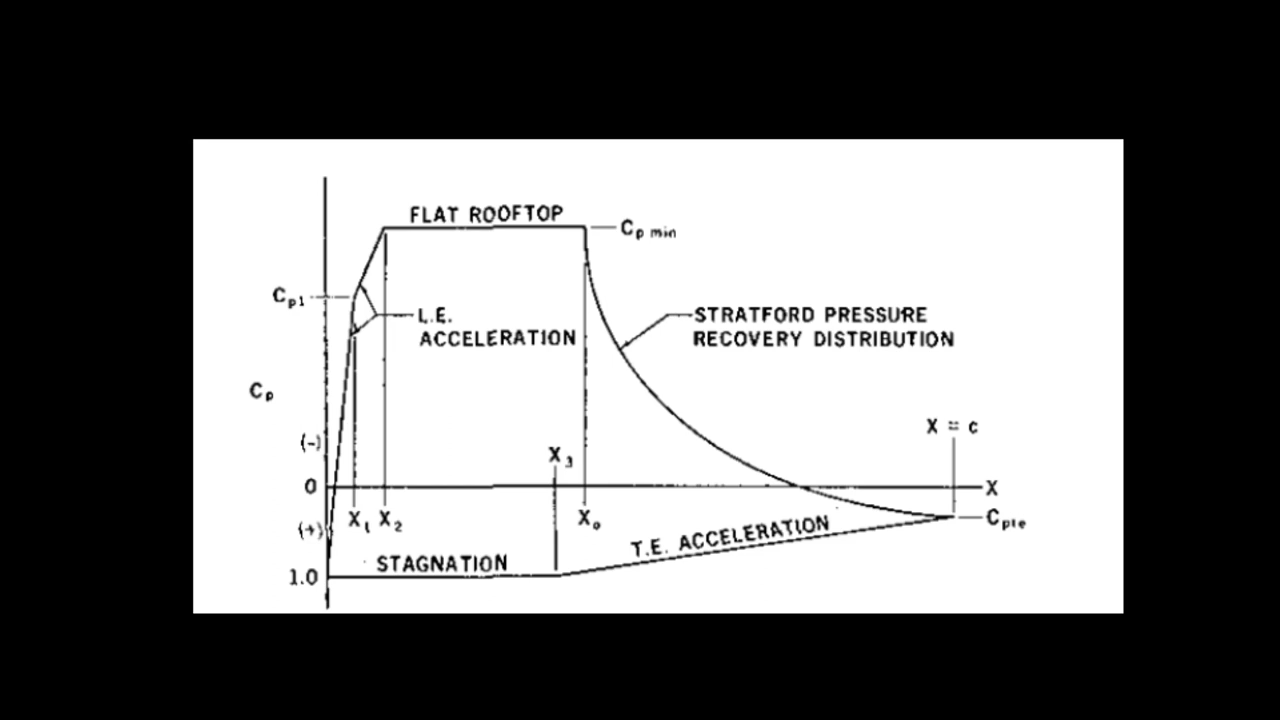 FLAT ROOFTOP
Cp min
Cp1
L.E.
ACCELERATION
STRATFORD PRESSURE
RECOVERY DISTRIBUTION
Cp
X = c
(-)
X3
0
X
X1 X2
Xo
Cpte
(+)
T.E. ACCELERATION
STAGNATION
1.0